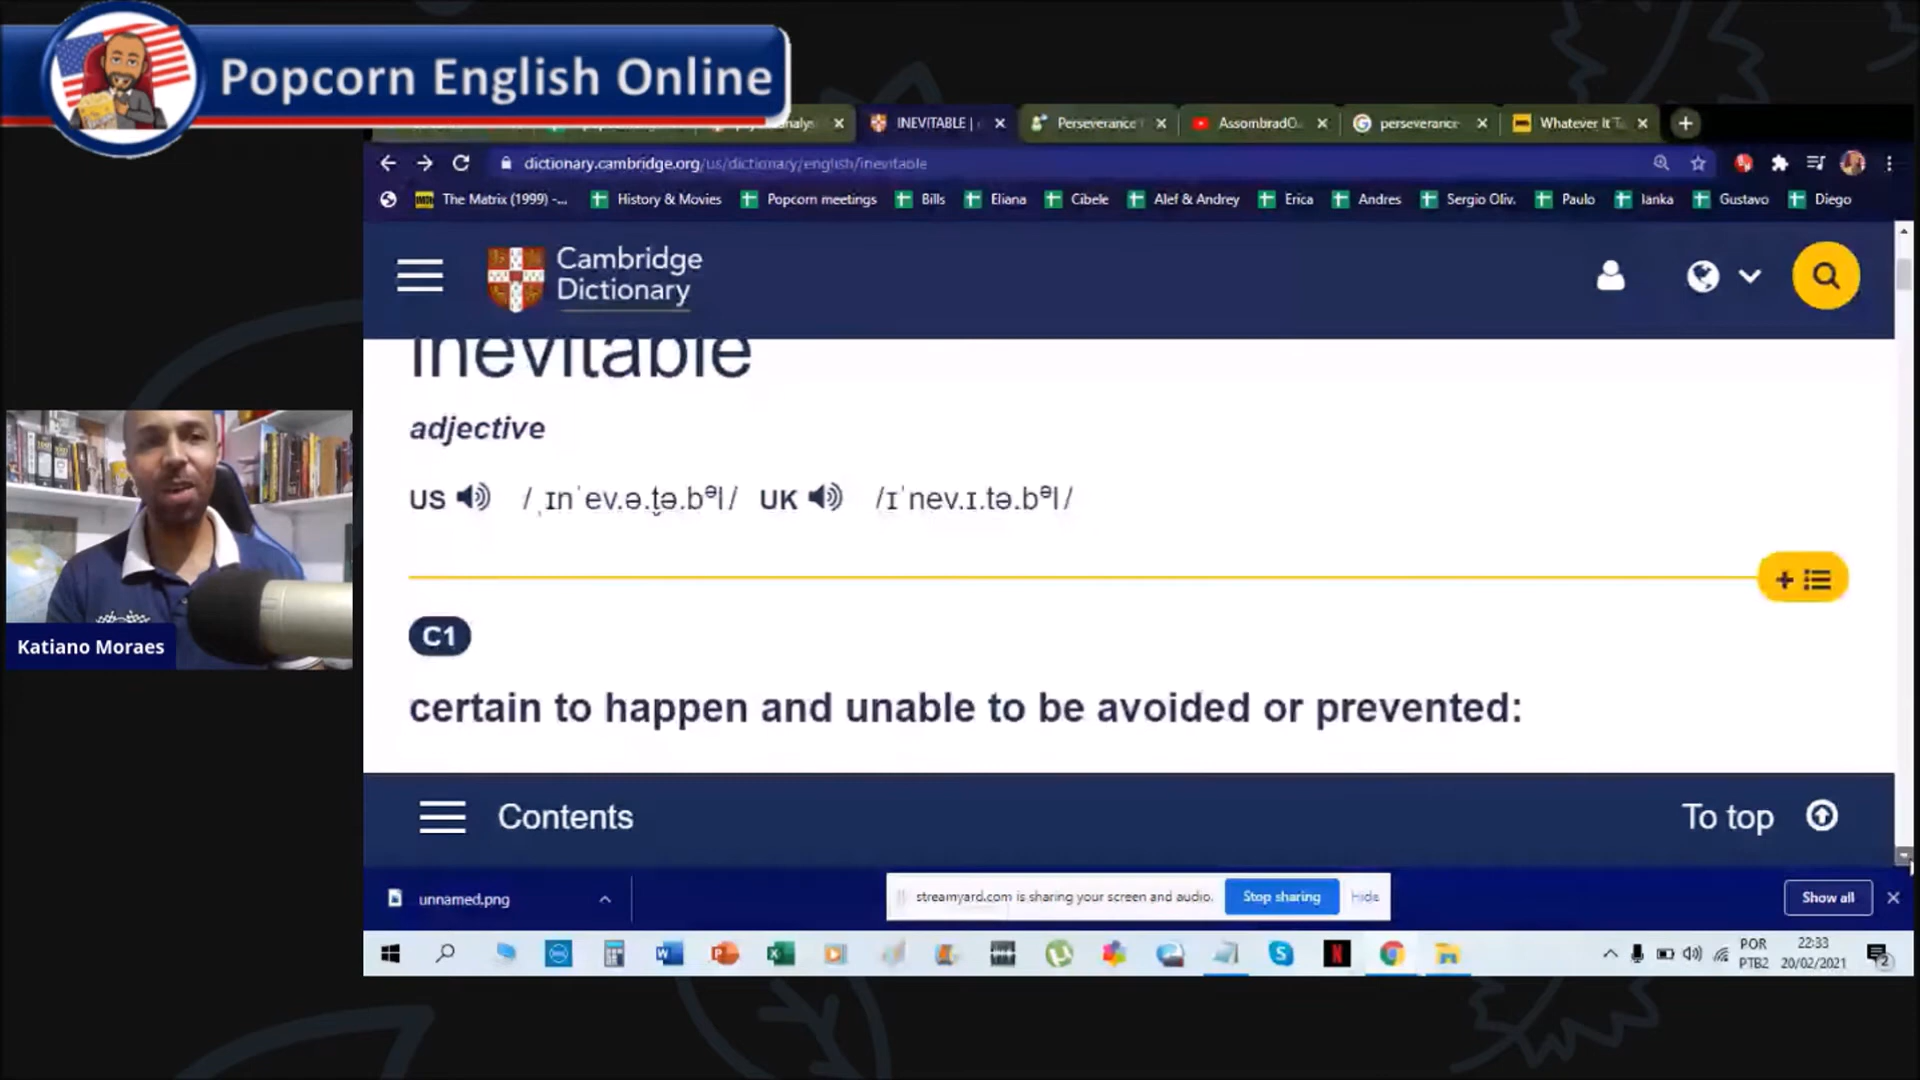 Popcorn English Online
INEVITABLE |
Perseverance
AssombradO
perseverance
Whatever It T
dictionary.cambridge.org/us/dictionary/english/inevitable
The Matrix (1999) -...
History & Movies
Popcorn meetings
Bills
Eliana
Cibele
Alef & Andrey
Erica
Andres
Sergio Oliv.
Paulo
Ianka
Gustavo
Diego
Cambridge
Dictionary
inevitable
adjective
US /ˌɪnˈev.ə.t̬ə.bᵊl/ UK /ɪˈnev.ɪ.tə.bᵊl/
C1
certain to happen and unable to be avoided or prevented:
Katiano Moraes
Contents
To top
unnamed.png
streamyard.com is sharing your screen and audio.
Stop sharing
Hide
Show all
POR
PTB2
22:33
20/02/2021
2